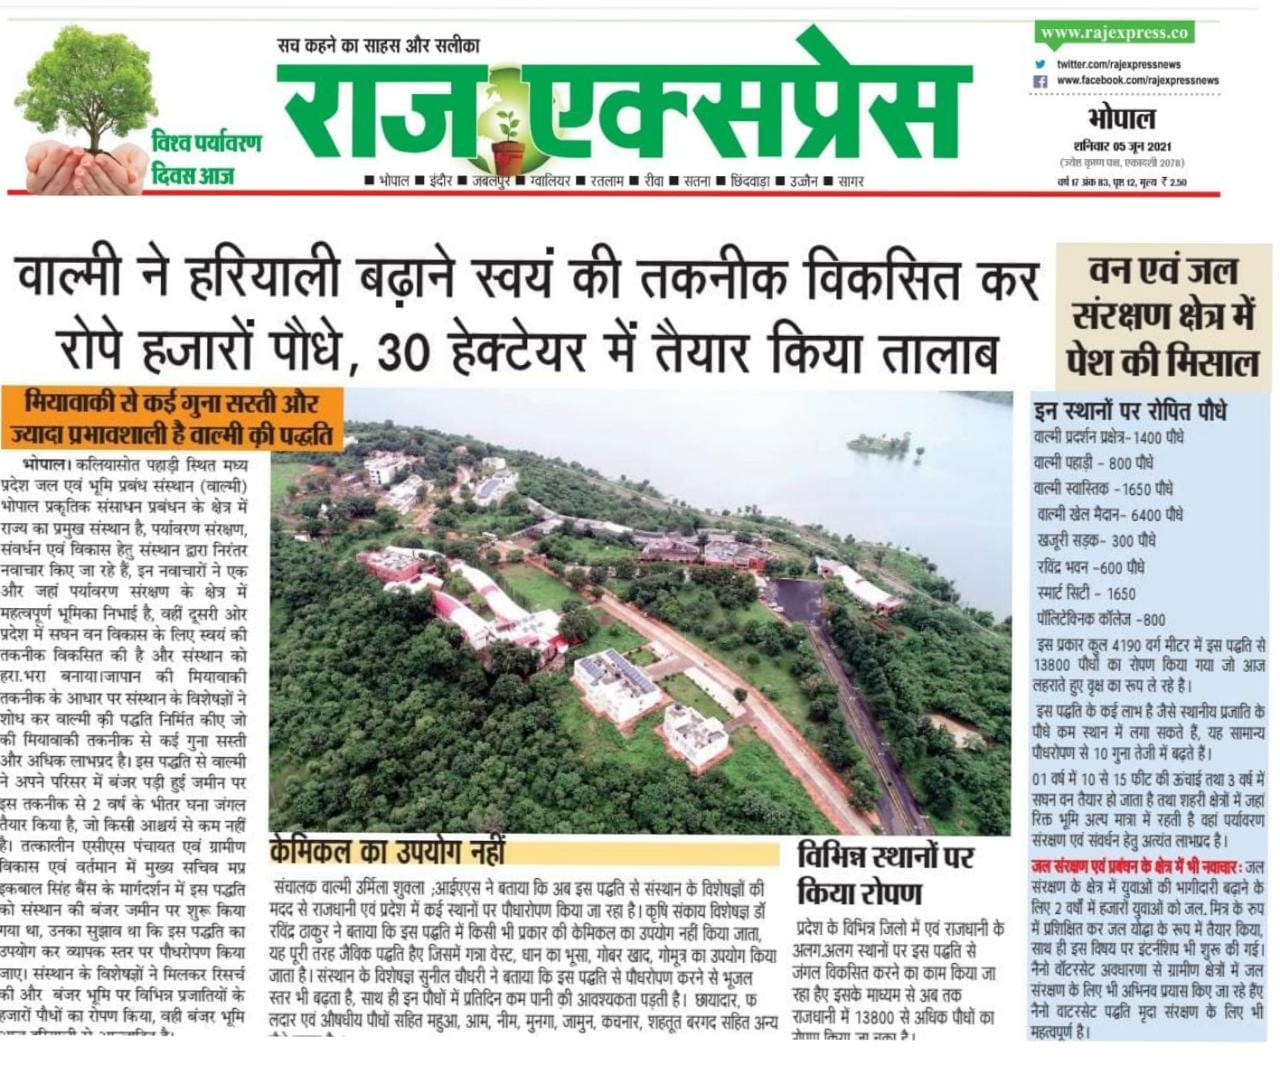 सच कहने का साहस और सलीका
राज एक्सप्रेस
विश्व पर्यावरण
दिवस आज
■ भोपाल ■ इंदौर ■ जबलपुर ■ ग्वालियर ■ रतलाम ■ रीवा ■ सतना ■ छिंदवाड़ा ■ उज्जैन ■ सागर
www.rajexpress.co
twitter.com/rajexpressnews
www.facebook.com/rajexpressnews
भोपाल
शनिवार 05 जून 2021
(ज्येष्ठ कृष्ण पक्ष, एकादशी 2078)
वर्ष 17 अंक 83, पृष्ठ 12, मूल्य ₹ 2.50
वाल्मी ने हरियाली बढ़ाने स्वयं की तकनीक विकसित कर
रोपे हजारों पौधे, 30 हेक्टेयर में तैयार किया तालाब
वन एवं जल
संरक्षण क्षेत्र में
पेश की मिसाल
मियावाकी से कई गुना सस्ती और
ज्यादा प्रभावशाली है वाल्मी की पद्धति
भोपाल। कलियासोत पहाड़ी स्थित मध्य
प्रदेश जल एवं भूमि प्रबंध संस्थान (वाल्मी)
भोपाल प्रकृतिक संसाधन प्रबंधन के क्षेत्र में
राज्य का प्रमुख संस्थान है, पर्यावरण संरक्षण,
संवर्धन एवं विकास हेतु संस्थान द्वारा निरंतर
नवाचार किए जा रहे हैं, इन नवाचारों ने एक
और जहां पर्यावरण संरक्षण के क्षेत्र में
महत्वपूर्ण भूमिका निभाई है, वहीं दूसरी ओर
प्रदेश में सघन वन विकास के लिए स्वयं की
तकनीक विकसित की है और संस्थान को
हरा.भरा बनाया।जापान की मियावाकी
तकनीक के आधार पर संस्थान के विशेषज्ञों ने
शोध कर वाल्मी की पद्धति निर्मित कीए जो
की मियावाकी तकनीक से कई गुना सस्ती
और अधिक लाभप्रद है। इस पद्धति से वाल्मी
ने अपने परिसर में बंजर पड़ी हुई जमीन पर
इस तकनीक से 2 वर्ष के भीतर घना जंगल
तैयार किया है, जो किसी आश्चर्य से कम नहीं
है। तत्कालीन एसीएस पंचायत एवं ग्रामीण
विकास एवं वर्तमान में मुख्य सचिव मप्र
इकबाल सिंह बैंस के मार्गदर्शन में इस पद्धति
को संस्थान की बंजर जमीन पर शुरू किया
गया था, उनका सुझाव था कि इस पद्धति का
उपयोग कर व्यापक स्तर पर पौधरोपण किया
जाए। संस्थान के विशेषज्ञों ने मिलकर रिसर्च
की और बंजर भूमि पर विभिन्न प्रजातियों के
हजारों पौधों का रोपण किया, वही बंजर भूमि
केमिकल का उपयोग नहीं
संचालक वाल्मी उर्मिला शुक्ला ;आईएएस ने बताया कि अब इस पद्धति से संस्थान के विशेषज्ञों की
मदद से राजधानी एवं प्रदेश में कई स्थानों पर पौधारोपण किया जा रहा है। कृषि संकाय विशेषज्ञ डॉ
रविंद्र ठाकुर ने बताया कि इस पद्धति में किसी भी प्रकार की केमिकल का उपयोग नहीं किया जाता,
यह पूरी तरह जैविक पद्धति हैए जिसमें गन्ना वेस्ट, धान का भूसा, गोबर खाद, गोमूत्र का उपयोग किया
जाता है। संस्थान के विशेषज्ञ सुनील चौधरी ने बताया कि इस पद्धति से पौधरोपण करने से भूजल
स्तर भी बढ़ता है, साथ ही इन पौधों में प्रतिदिन कम पानी की आवश्यकता पड़ती है। छायादार, फ
लदार एवं औषधीय पौधों सहित महुआ, आम, नीम, मुनगा, जामुन, कचनार, शहतूत बरगद सहित अन्य
विभिन्न स्थानों पर
किया रोपण
प्रदेश के विभिन्न जिलो में एवं राजधानी के
अलग.अलग स्थानों पर इस पद्धति से
जंगल विकसित करने का काम किया जा
रहा हैए इसके माध्यम से अब तक
राजधानी में 13800 से अधिक पौधों का
रोपण किया जा चुका है।
इन स्थानों पर रोपित पौधे
वाल्मी प्रदर्शन प्रक्षेत्र-1400 पौधे
वाल्मी पहाड़ी - 800 पौधे
वाल्मी स्वास्तिक -1650 पौधे
वाल्मी खेल मैदान- 6400 पौधे
खजूरी सड़क- 300 पौधे
रविंद्र भवन -600 पौधे
स्मार्ट सिटी - 1650
पॉलिटेक्निक कॉलेज -800
इस प्रकार कुल 4190 वर्ग मीटर में इस पद्धति से
13800 पौधों का रोपण किया गया जो आज
लहराते हुए वृक्ष का रूप ले रहे है।
इस पद्धति के कई लाभ है जैसे स्थानीय प्रजाति के
पौधे कम स्थान में लगा सकते हैं, यह सामान्य
पौधरोपण से 10 गुना तेजी में बढ़ते हैं।
01 वर्ष में 10 से 15 फीट की ऊंचाई तथा 3 वर्ष में
सघन वन तैयार हो जाता है तथा शहरी क्षेत्रों में जहां
रिक्त भूमि अल्प मात्रा में रहती है वहां पर्यावरण
संरक्षण एवं संवर्धन हेतु अत्यंत लाभप्रद है।
जल संरक्षण एवं प्रबंधन के क्षेत्र में भी नवाचार: जल
संरक्षण के क्षेत्र में युवाओं की भागीदारी बढ़ाने के
लिए 2 वर्षों में हजारों युवाओं को जल. मित्र के रुप
में प्रशिक्षित कर जल योद्धा के रूप में तैयार किया,
साथ ही इस विषय पर इंटर्नशिप भी शुरू की गई।
नैनो वॉटरसेट अवधारणा से ग्रामीण क्षेत्रों में जल
संरक्षण के लिए भी अभिनव प्रयास किए जा रहे हैंए
नैनो वाटरसेट पद्धति मृदा संरक्षण के लिए भी
महत्वपूर्ण है।